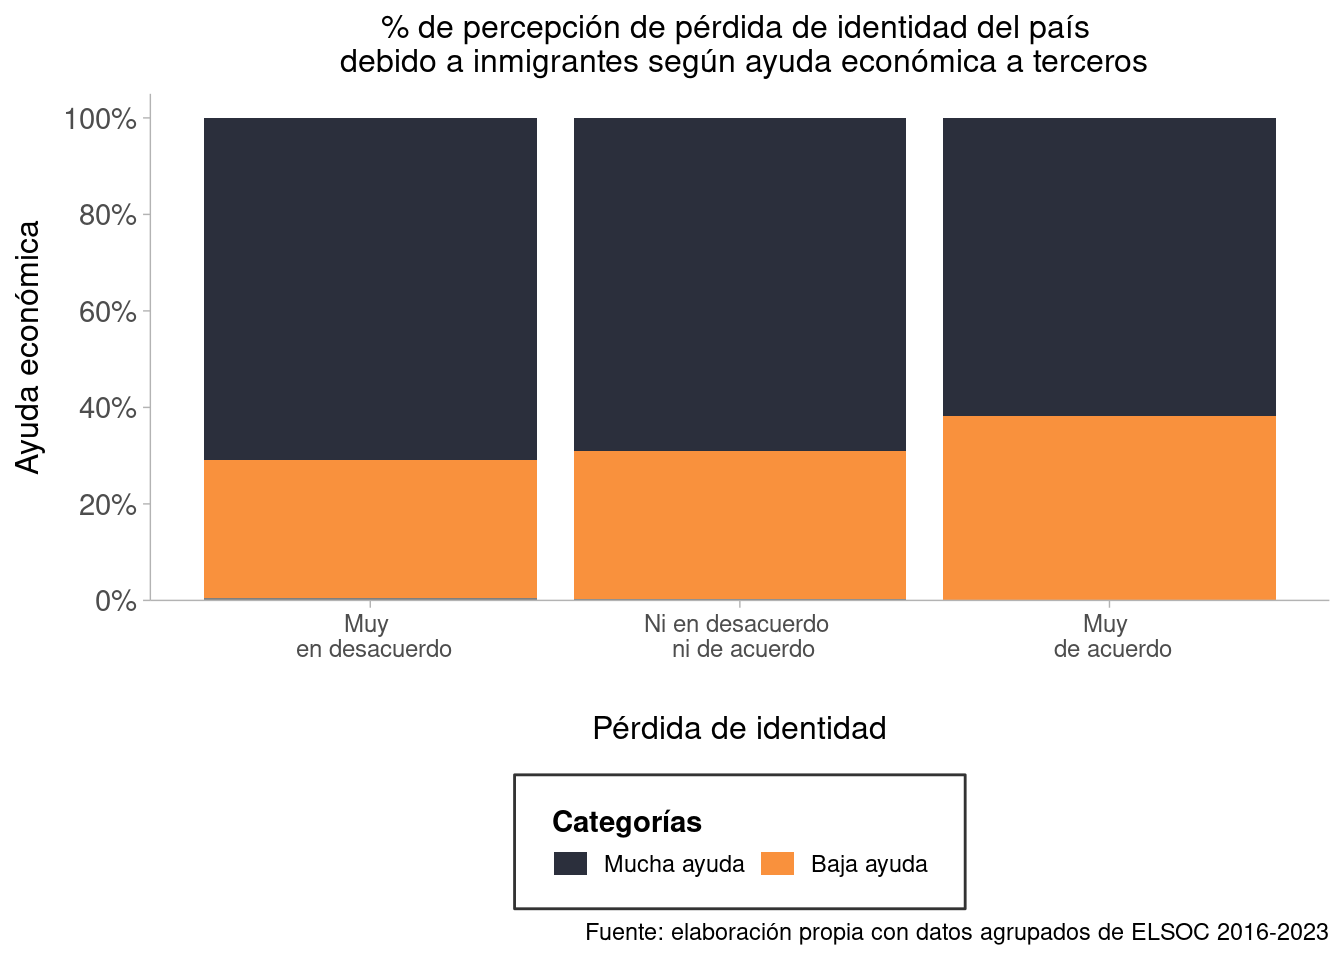 % de percepción de pérdida de identidad del país
debido a inmigrantes según ayuda económica a terceros
Ayuda económica
100%
80%
60%
40%
20%
0%
Muy
en desacuerdo
Ni en desacuerdo
ni de acuerdo
Muy
de acuerdo
Pérdida de identidad
Categorías
Mucha ayuda
Baja ayuda
Fuente: elaboración propia con datos agrupados de ELSOC 2016-2023